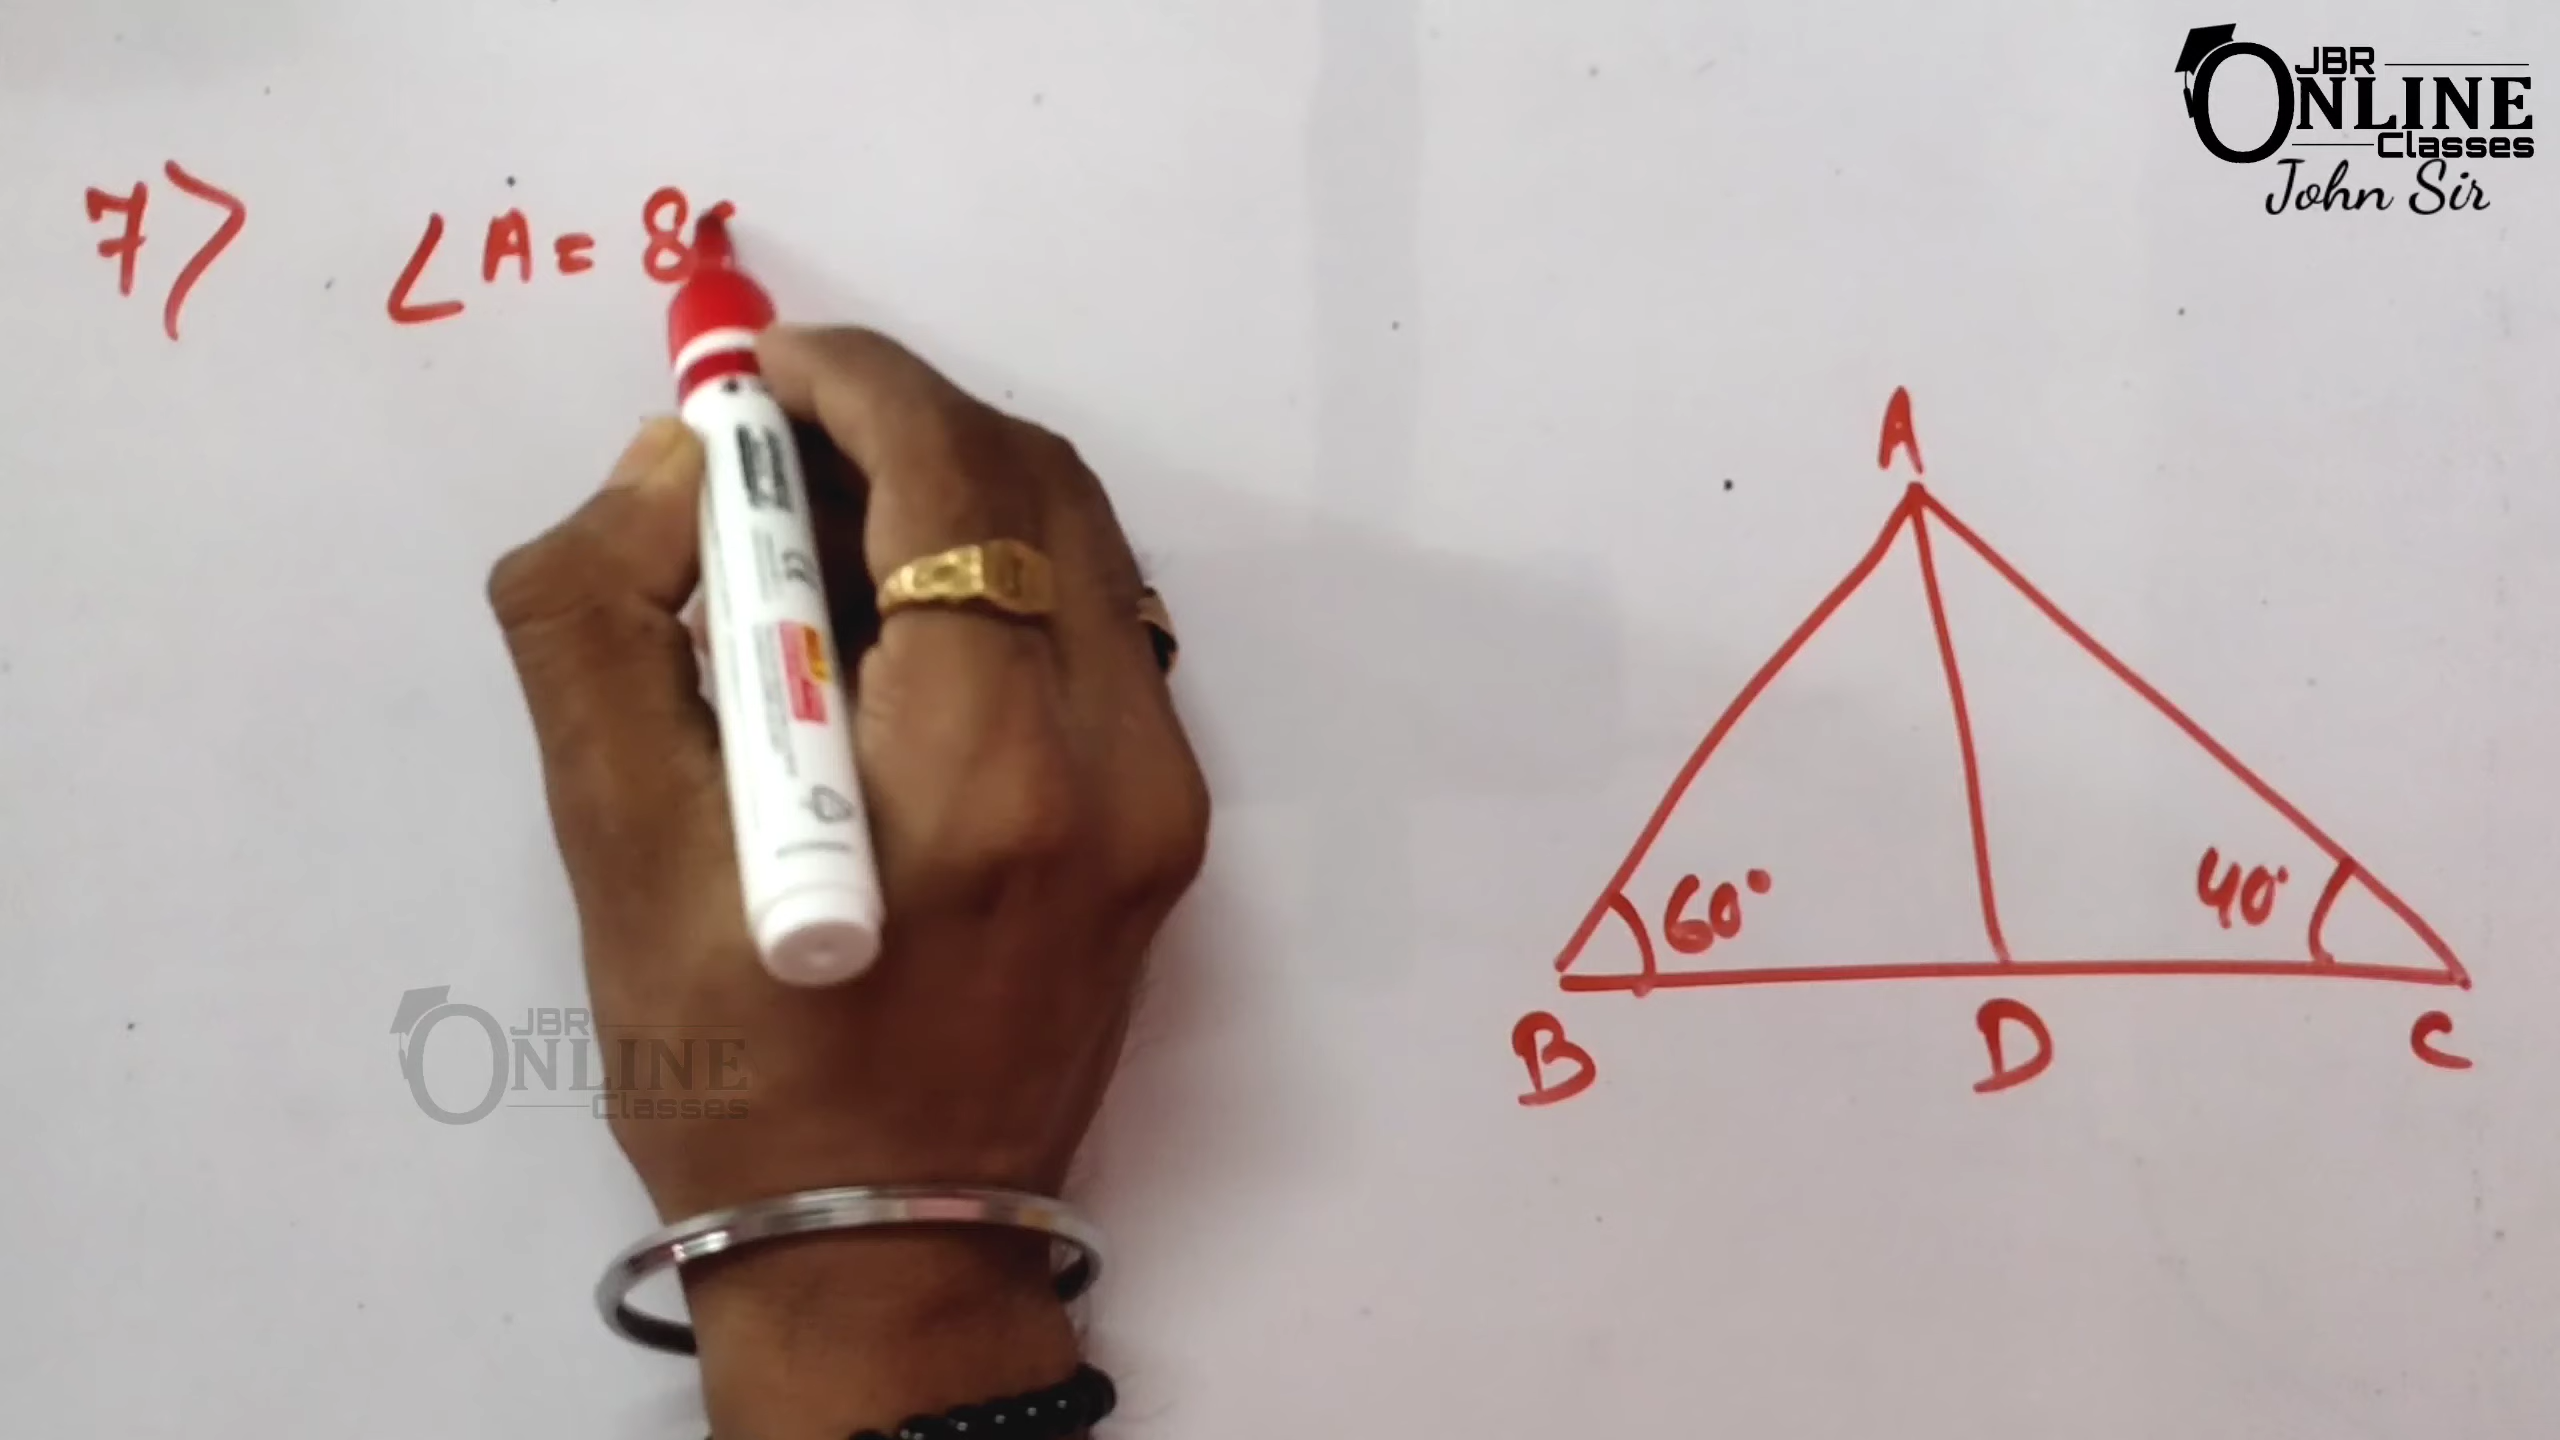 JBR
ONLINE
Classes
John Sir
7> ∠A = 8
A
60°
40°
B
D
C
JBR
ONLINE
Classes